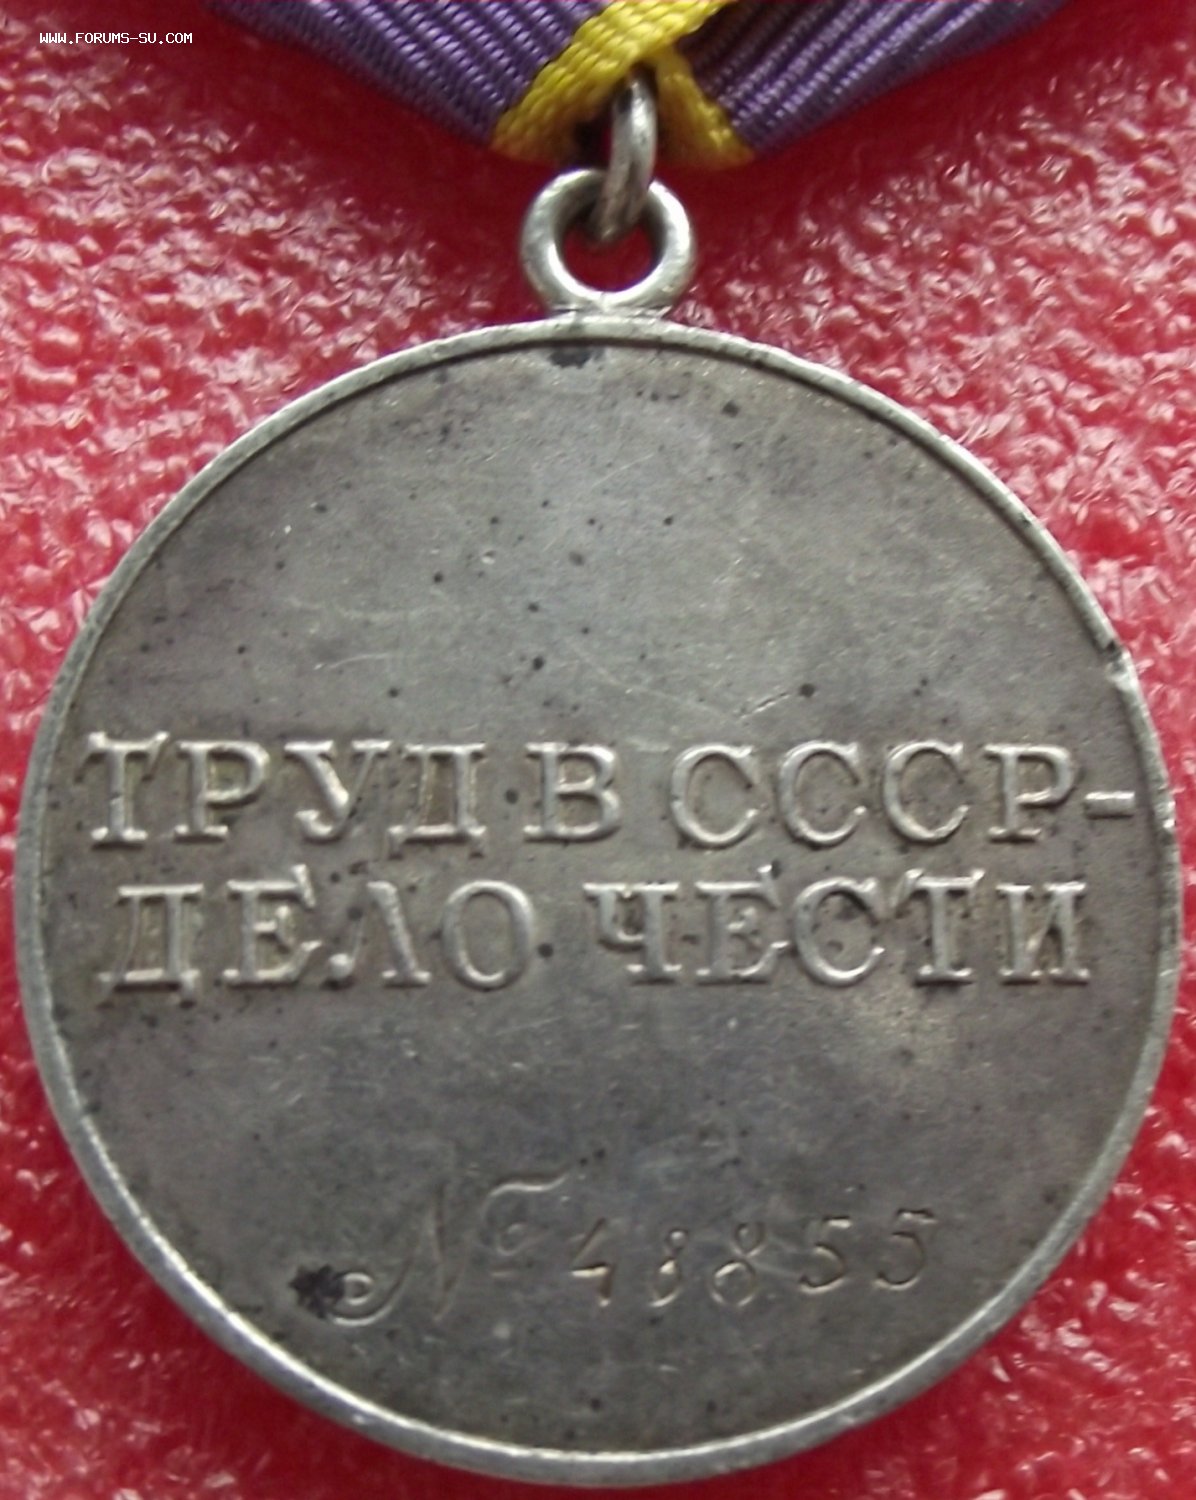 WWW.FORUMS-SU.COM
ТРУД В СССР-
ДЕЛО ЧЕСТИ
№ 48855